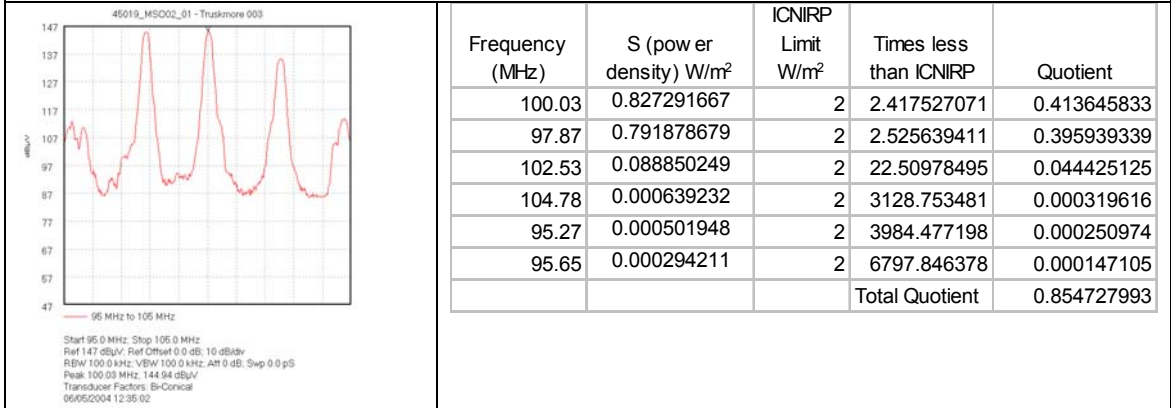 45019_MSO02_01 - Truskmore 003
147
137
127
117
107
97
87
77
67
57
47
dBµV
95 MHz to 105 MHz
Start 95.0 MHz; Stop 105.0 MHz
Ref 147 dBµV; Ref Offset 0.0 dB; 10 dB/div
RBW 100.0 kHz; VBW 100.0 kHz; Att 0 dB; Swp 0.0 pS
Peak 100.03 MHz, 144.94 dBµV
Transducer Factors: Bi-Conical
06/05/2004 12:35:02
Frequency (MHz) S (pow er density) W/m² ICNIRP Limit W/m² Times less than ICNIRP Quotient
100.03 0.827291667 2 2.417527071 0.413645833
97.87 0.791878679 2 2.525639411 0.395939339
102.53 0.088850249 2 22.50978495 0.044425125
104.78 0.000639232 2 3128.753481 0.000319616
95.27 0.000501948 2 3984.477198 0.000250974
95.65 0.000294211 2 6797.846378 0.000147105
Total Quotient 0.854727993